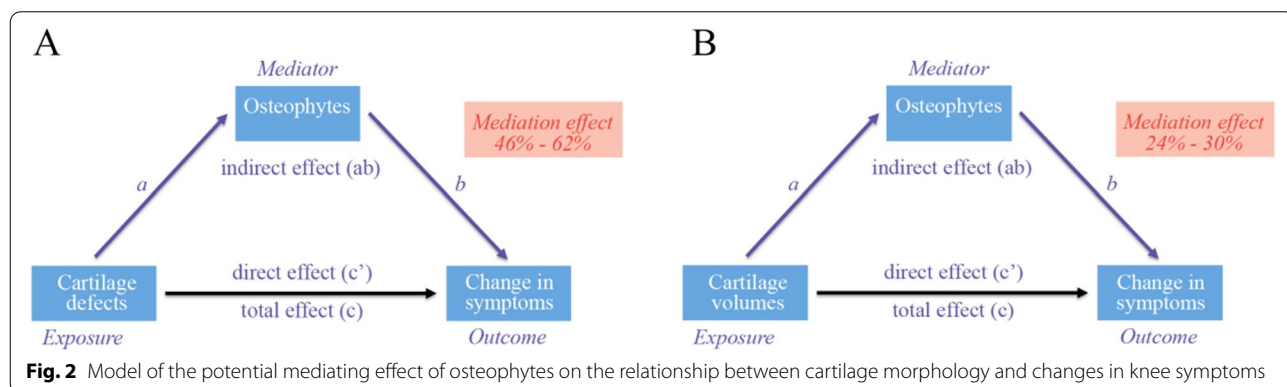 A
Mediator
Osteophytes
Mediation effect
46% - 62%
indirect effect (ab)
a
b
Cartilage
defects
direct effect (c’)
total effect (c)
Change in
symptoms
Exposure
Outcome
B
Mediator
Osteophytes
Mediation effect
24% - 30%
indirect effect (ab)
a
b
Cartilage
volumes
direct effect (c’)
total effect (c)
Change in
symptoms
Exposure
Outcome
Fig. 2 Model of the potential mediating effect of osteophytes on the relationship between cartilage morphology and changes in knee symptoms